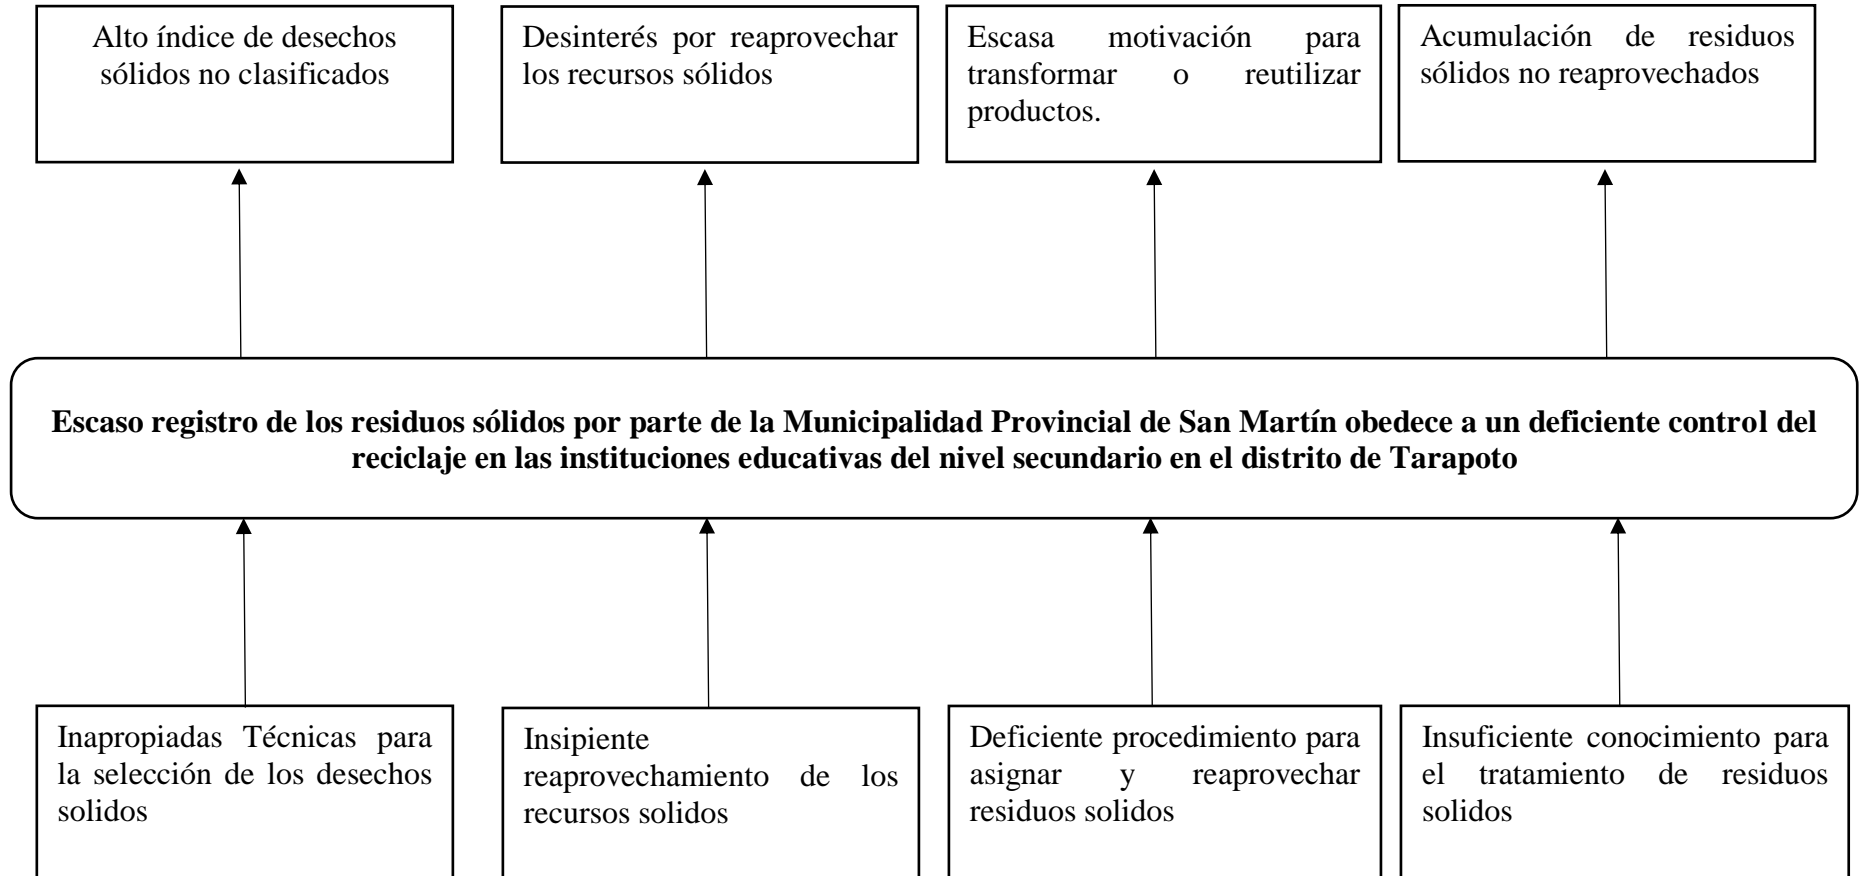 Alto índice de desechos
sólidos no clasificados
Desinterés por reaprovechar
los recursos sólidos
Escasa motivación para
transformar o reutilizar
productos.
Acumulación de residuos
sólidos no reaprovechados
Escaso registro de los residuos sólidos por parte de la Municipalidad Provincial de San Martín obedece a un deficiente control del
reciclaje en las instituciones educativas del nivel secundario en el distrito de Tarapoto
Inapropiadas Técnicas para
la selección de los desechos
solidos
Insipiente
reaprovechamiento de los
recursos solidos
Deficiente procedimiento para
asignar y reaprovechar
residuos solidos
Insuficiente conocimiento para
el tratamiento de residuos
solidos